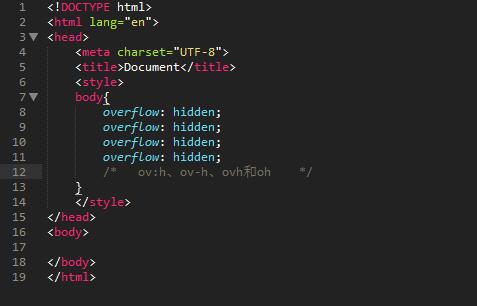 1 <!DOCTYPE html>
2 <html lang="en">
3 <head>
4 <meta charset="UTF-8">
5 <title>Document</title>
6 <style>
7 body{
8 overflow: hidden;
9 overflow: hidden;
10 overflow: hidden;
11 overflow: hidden;
12 /* ov:h、ov-h、ovh和oh */
13 }
14 </style>
15 </head>
16 <body>
17
18 </body>
19 </html>